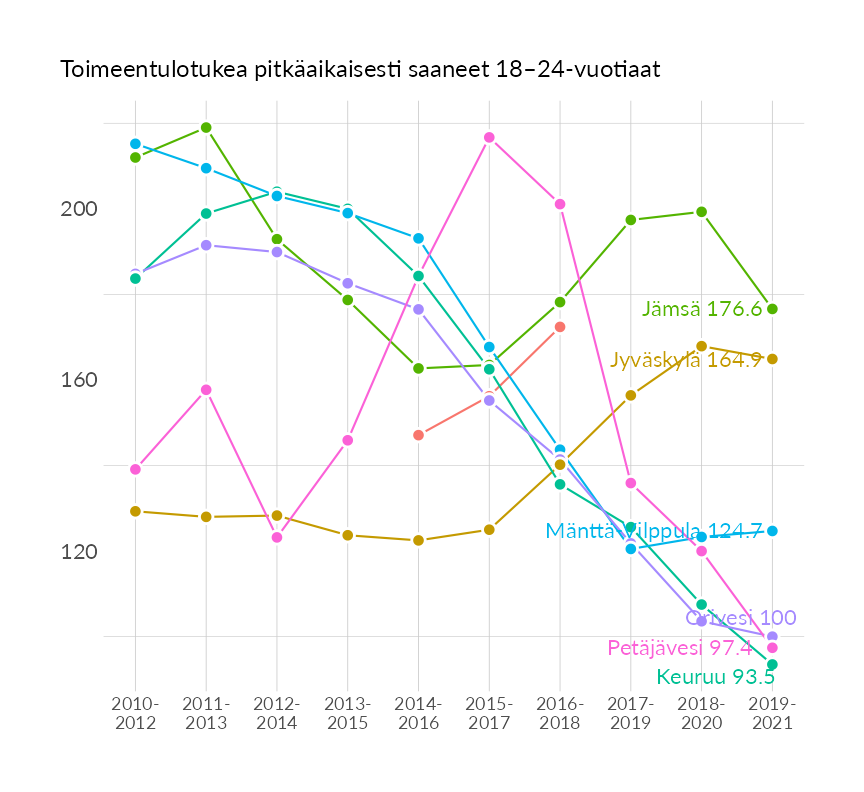 Toimeentulotukea pitkäaikaisesti saaneet 18–24-vuotiaat
200
Jämsä 176.6
Jyväskylä 164.9
160
Mänttä-Vilppula 124.7
120
Orivesi 100
Petäjävesi 97.4
Keuruu 93.5
2010- 2011- 2012- 2013- 2014- 2015- 2016- 2017- 2018- 2019-
2012 2013 2014 2015 2016 2017 2018 2019 2020 2021